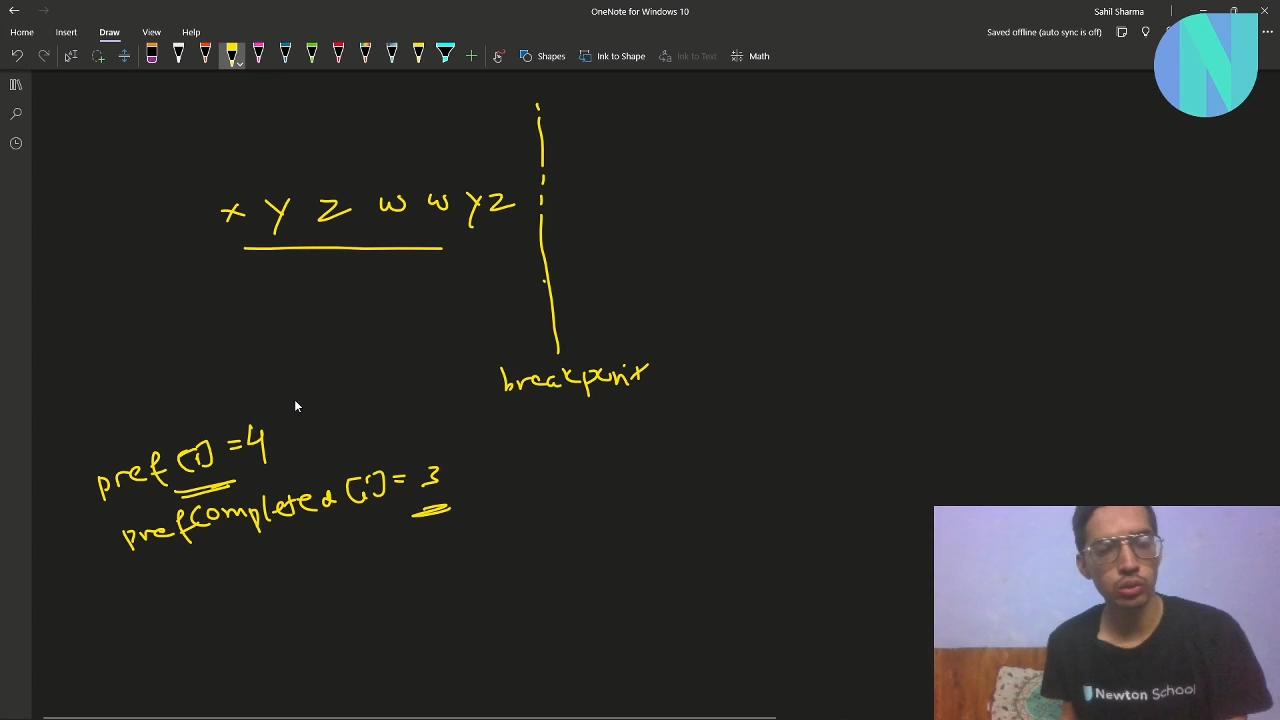 OneNote for Windows 10
Sahil Sharma
Home Insert Draw View Help
Saved offline (auto sync is off)
Shapes Ink to Shape Ink to Text Math
x y z w w y z
breakpoint
pref [i] = 4
prefCompleted [i] = 3
Newton School